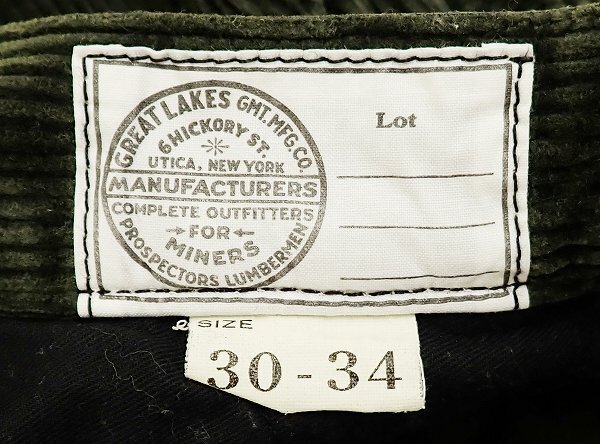 GREAT LAKES GMT. MFG. CO.
6 HICKORY ST.
UTICA, NEW YORK
MANUFACTURERS
COMPLETE OUTFITTERS
FOR
MINERS
PROSPECTORS LUMBERMEN
Lot
SIZE
30 - 34